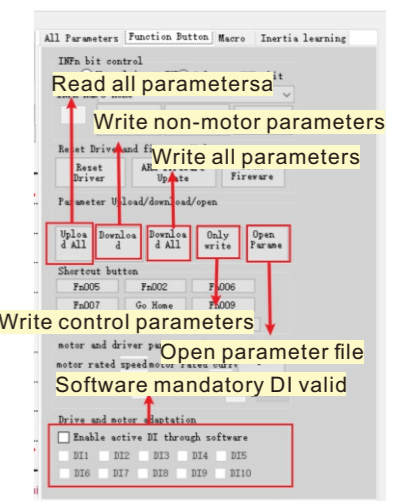 All Parameters Function Button Macro Inertia learning
INFn bit control
Read all parametersa
Write non-motor parameters
Reset Drive and fi
Write all parameters
Reset Driver
Update
Fireware
Parameter Upload/download/open
Uploa d All
Downloa d
Downloa d All
Only write
Open Parame
Shortcut button
Fn005 Fn002 Fn006
Fn007 Go Home Fn009
Write control parameters
motor and driver pa
Open parameter file
motor rated speed motor rated curre
Software mandatory DI valid
Drive and motor adaptation
Enable active DI through software
DI1 DI2 DI3 DI4 DI5
DI6 DI7 DI8 DI9 DI10